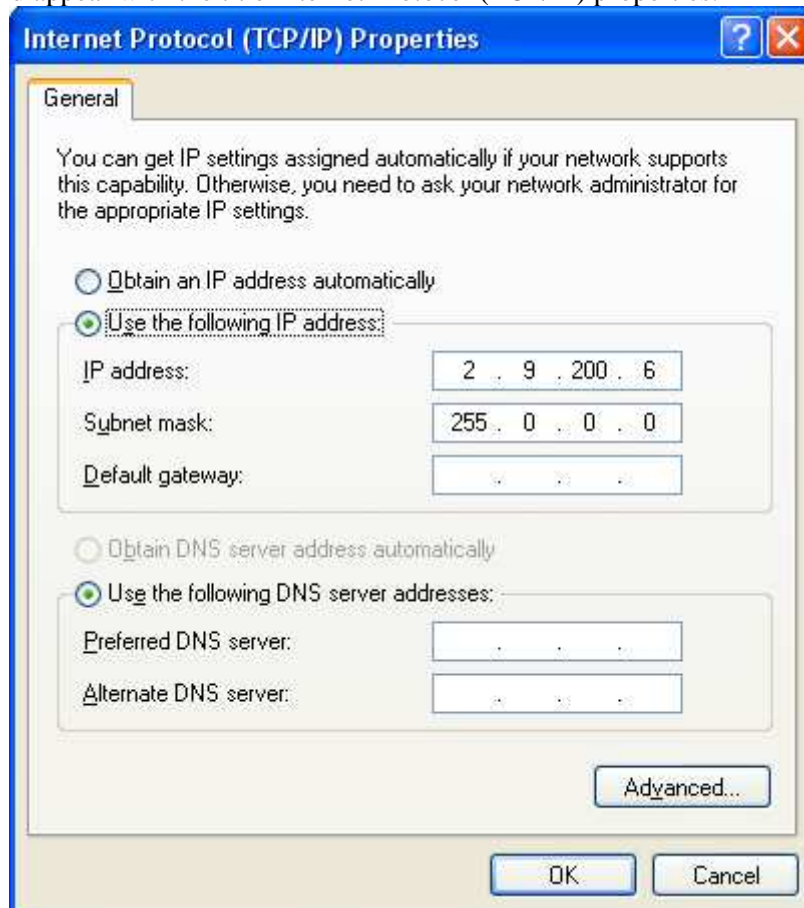 Internet Protocol (TCP/IP) Properties
General
You can get IP settings assigned automatically if your network supports
this capability. Otherwise, you need to ask your network administrator for
the appropriate IP settings.
Obtain an IP address automatically
Use the following IP address:
IP address: 2 . 9 . 200 . 6
Subnet mask: 255 . 0 . 0 . 0
Default gateway: . . .
Obtain DNS server address automatically
Use the following DNS server addresses:
Preferred DNS server: . . .
Alternate DNS server: . . .
Advanced...
OK Cancel